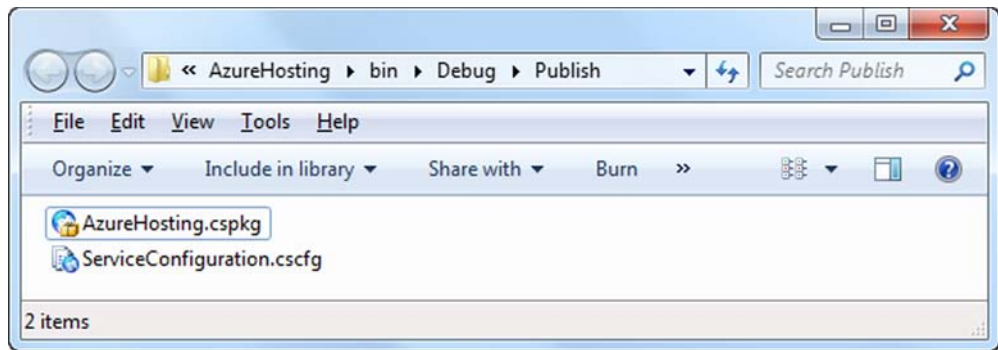 « AzureHosting ▸ bin ▸ Debug ▸ Publish Search Publish
File Edit View Tools Help
Organize Include in library Share with Burn »
AzureHosting.cspkg
ServiceConfiguration.cscfg
2 items